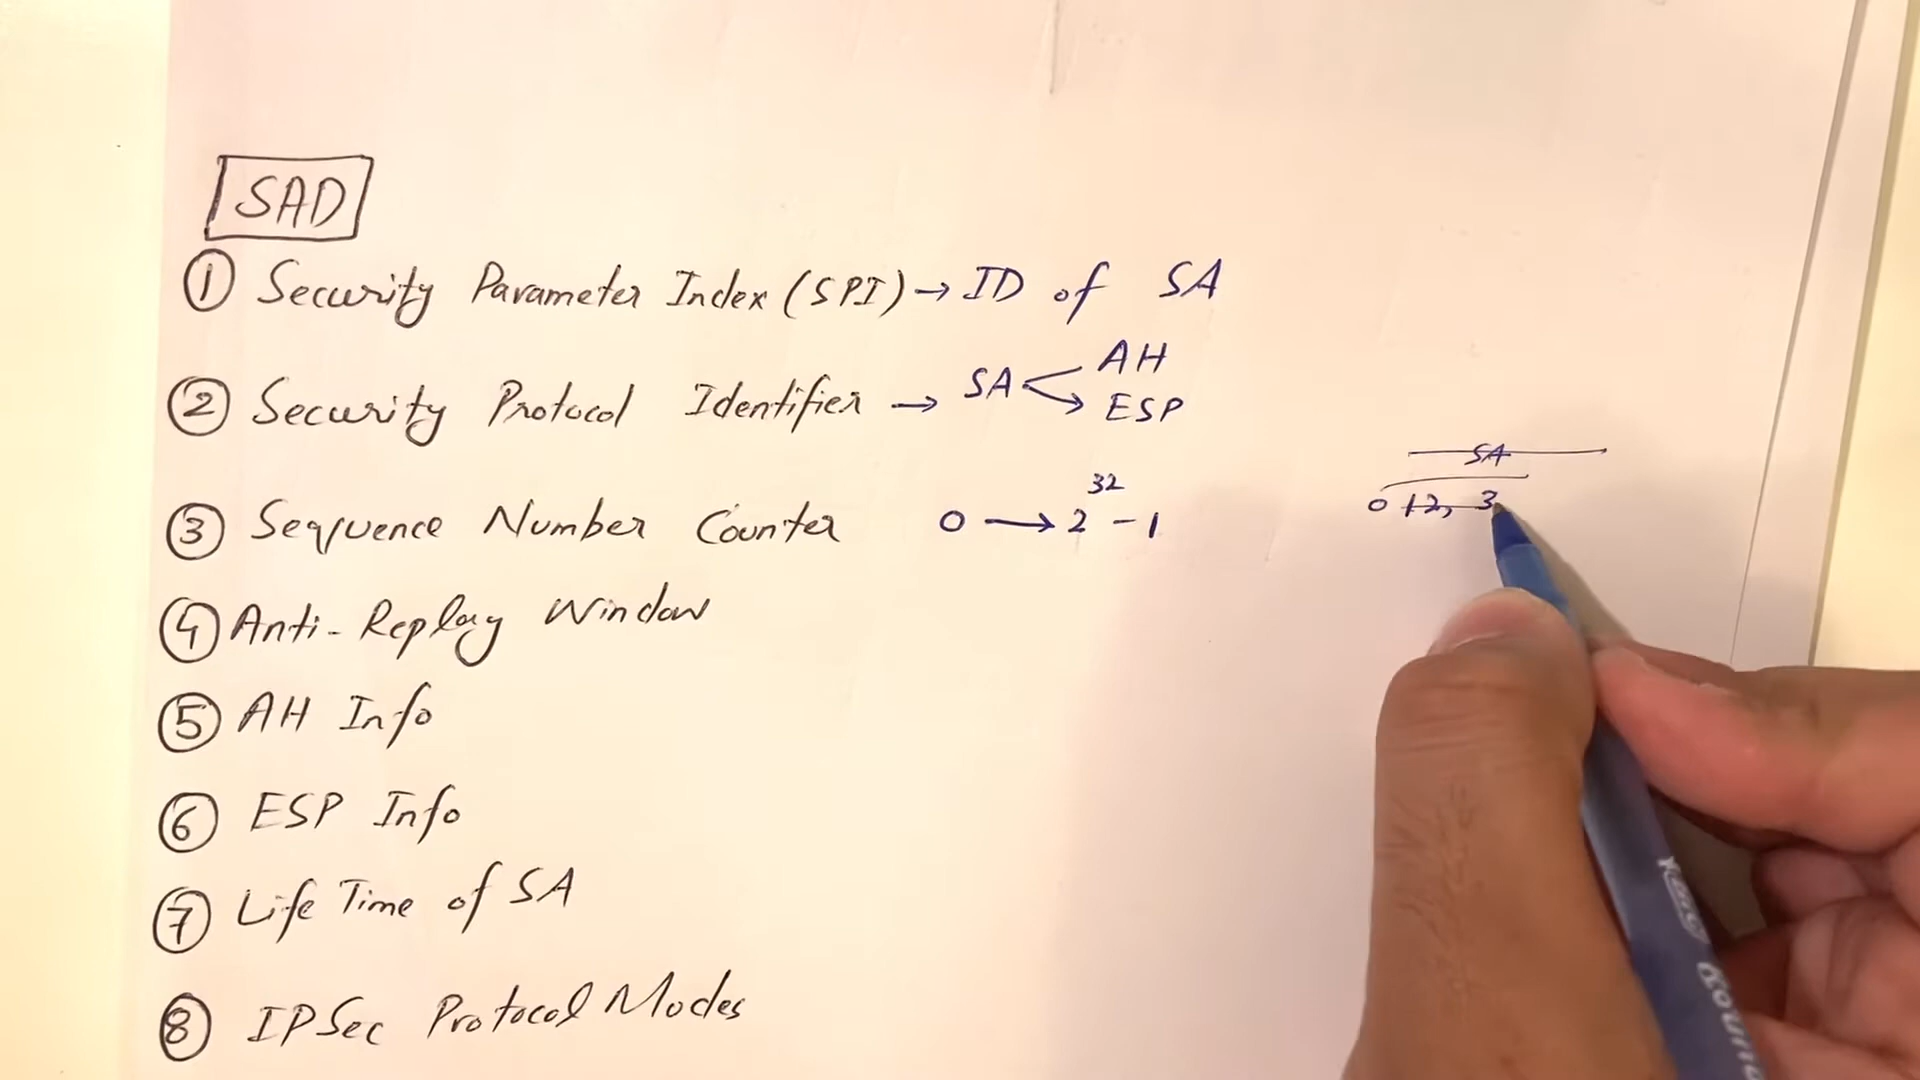 SAD
① Security Parameter Index (SPI) → ID of SA
② Security Protocol Identifier → SA AH
ESP
③ Sequence Number Counter 0 → 2^32 - 1
SA
0 1 2, 3
④ Anti-Replay Window
⑤ AH Info
⑥ ESP Info
⑦ Life Time of SA
⑧ IPSec Protocol Modes